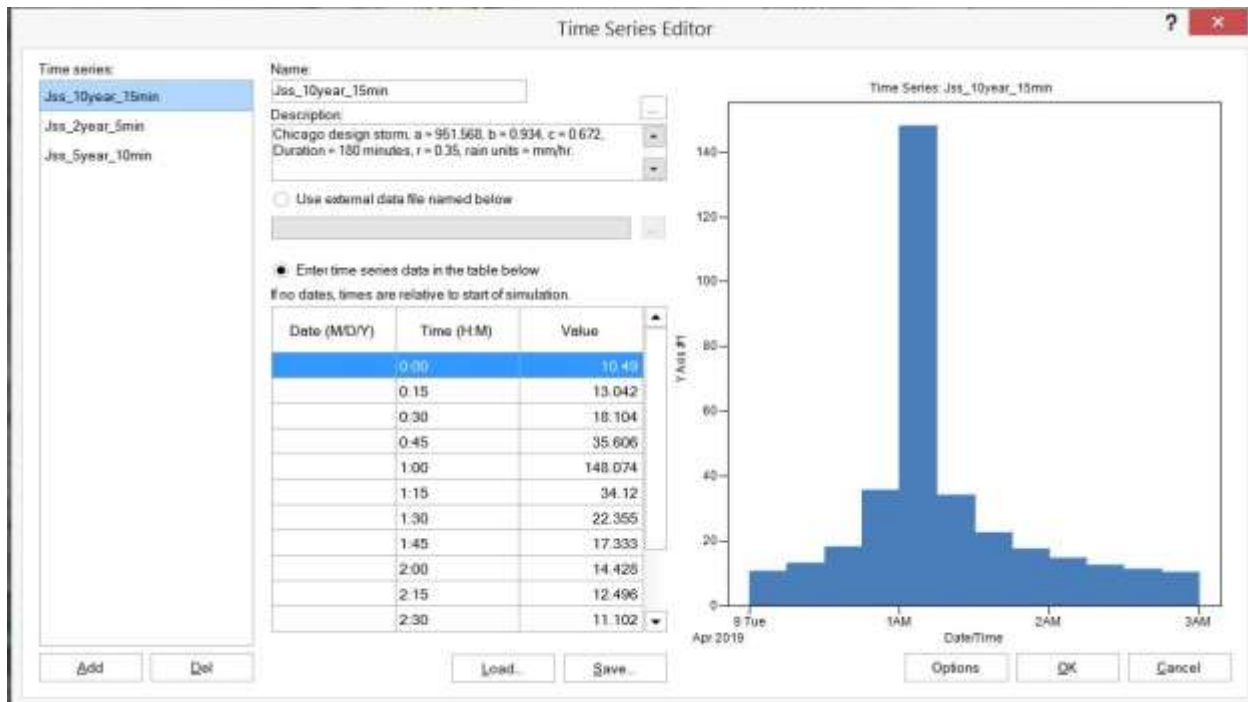 Time Series Editor
?
Time series:
Jss_10year_15min
Jss_2year_5min
Jss_5year_10min
Name:
Jss_10year_15min
...
Description:
Chicago design storm, a = 951.568, b = 0.934, c = 0.672,
Duration = 180 minutes, r = 0.35, rain units = mm/hr.
Use external data file named below
...
Enter time series data in the table below
If no dates, times are relative to start of simulation.
Date (M/D/Y) Time (H:M) Value
0:00 10.49
0:15 13.042
0:30 18.104
0:45 35.606
1:00 148.074
1:15 34.12
1:30 22.355
1:45 17.333
2:00 14.428
2:15 12.496
2:30 11.102
Add Del
Load... Save...
Time Series: Jss_10year_15min
Y Axis #1
140
120
100
80
60
40
20
0
9 Tue 1AM 2AM 3AM
Apr 2019
Date/Time
Options OK Cancel